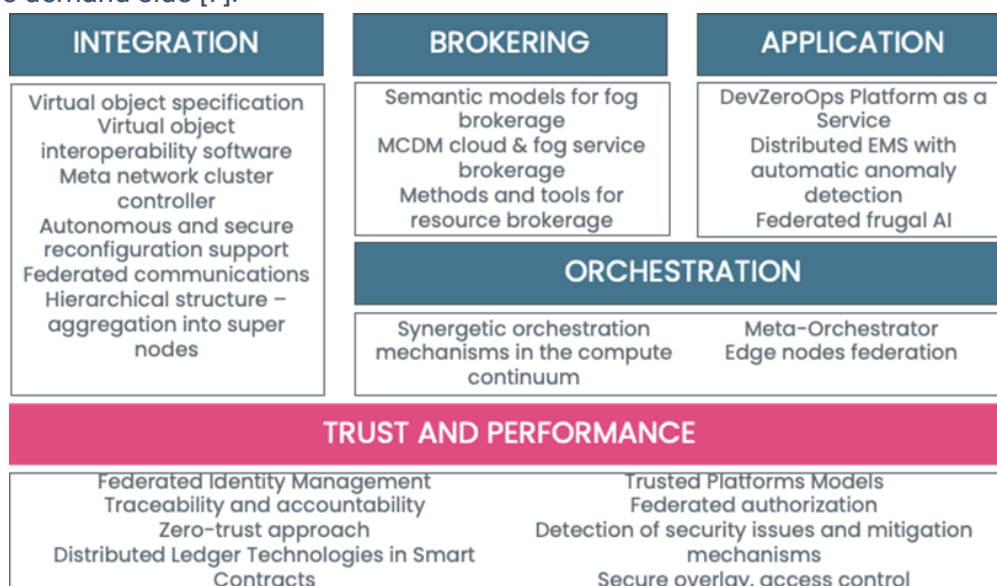 demand side [7].
INTEGRATION
Virtual object specification
Virtual object
interoperability software
Meta network cluster
controller
Autonomous and secure
reconfiguration support
Federated communications
Hierarchical structure –
aggregation into super
nodes
BROKERING
Semantic models for fog
brokerage
MCDM cloud & fog service
brokerage
Methods and tools for
resource brokerage
APPLICATION
DevZeroOps Platform as a
Service
Distributed EMS with
automatic anomaly
detection
Federated frugal AI
ORCHESTRATION
Synergetic orchestration
mechanisms in the compute
continuum
Meta-Orchestrator
Edge nodes federation
TRUST AND PERFORMANCE
Federated Identity Management
Traceability and accountability
Zero-trust approach
Distributed Ledger Technologies in Smart
Contracts
Trusted Platforms Models
Federated authorization
Detection of security issues and mitigation
mechanisms
Secure overlay, access control